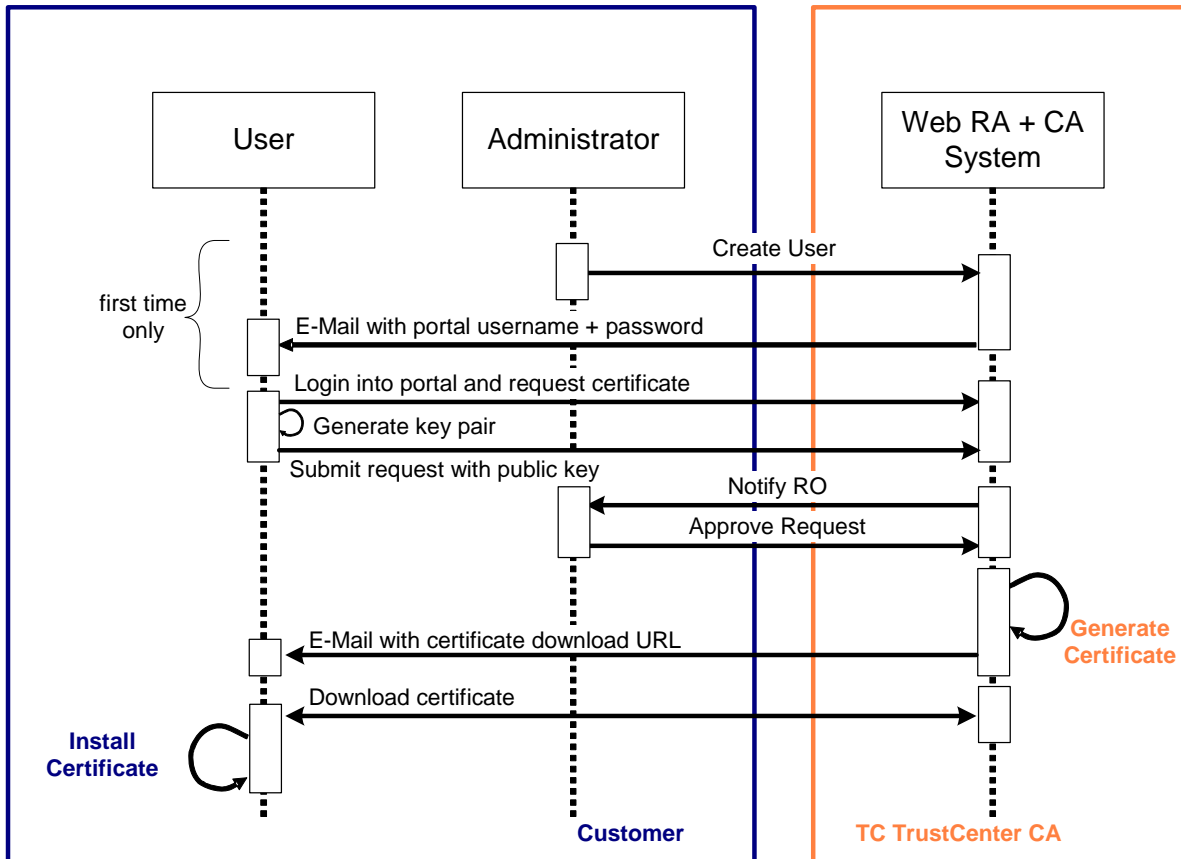 User
Administrator
Web RA + CA
System
Create User
first time
only
E-Mail with portal username + password
Login into portal and request certificate
Generate key pair
Submit request with public key
Notify RO
Approve Request
Generate
Certificate
E-Mail with certificate download URL
Download certificate
Install
Certificate
Customer
TC TrustCenter CA